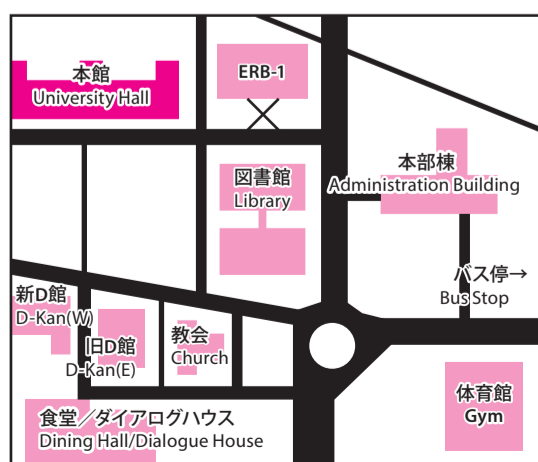 本館
University Hall
ERB-1
図書館
Library
本部棟
Administration Building
バス停→
Bus Stop
新D館
D-Kan(W)
旧D館
D-Kan(E)
教会
Church
体育館
Gym
食堂／ダイアログハウス
Dining Hall/Dialogue House